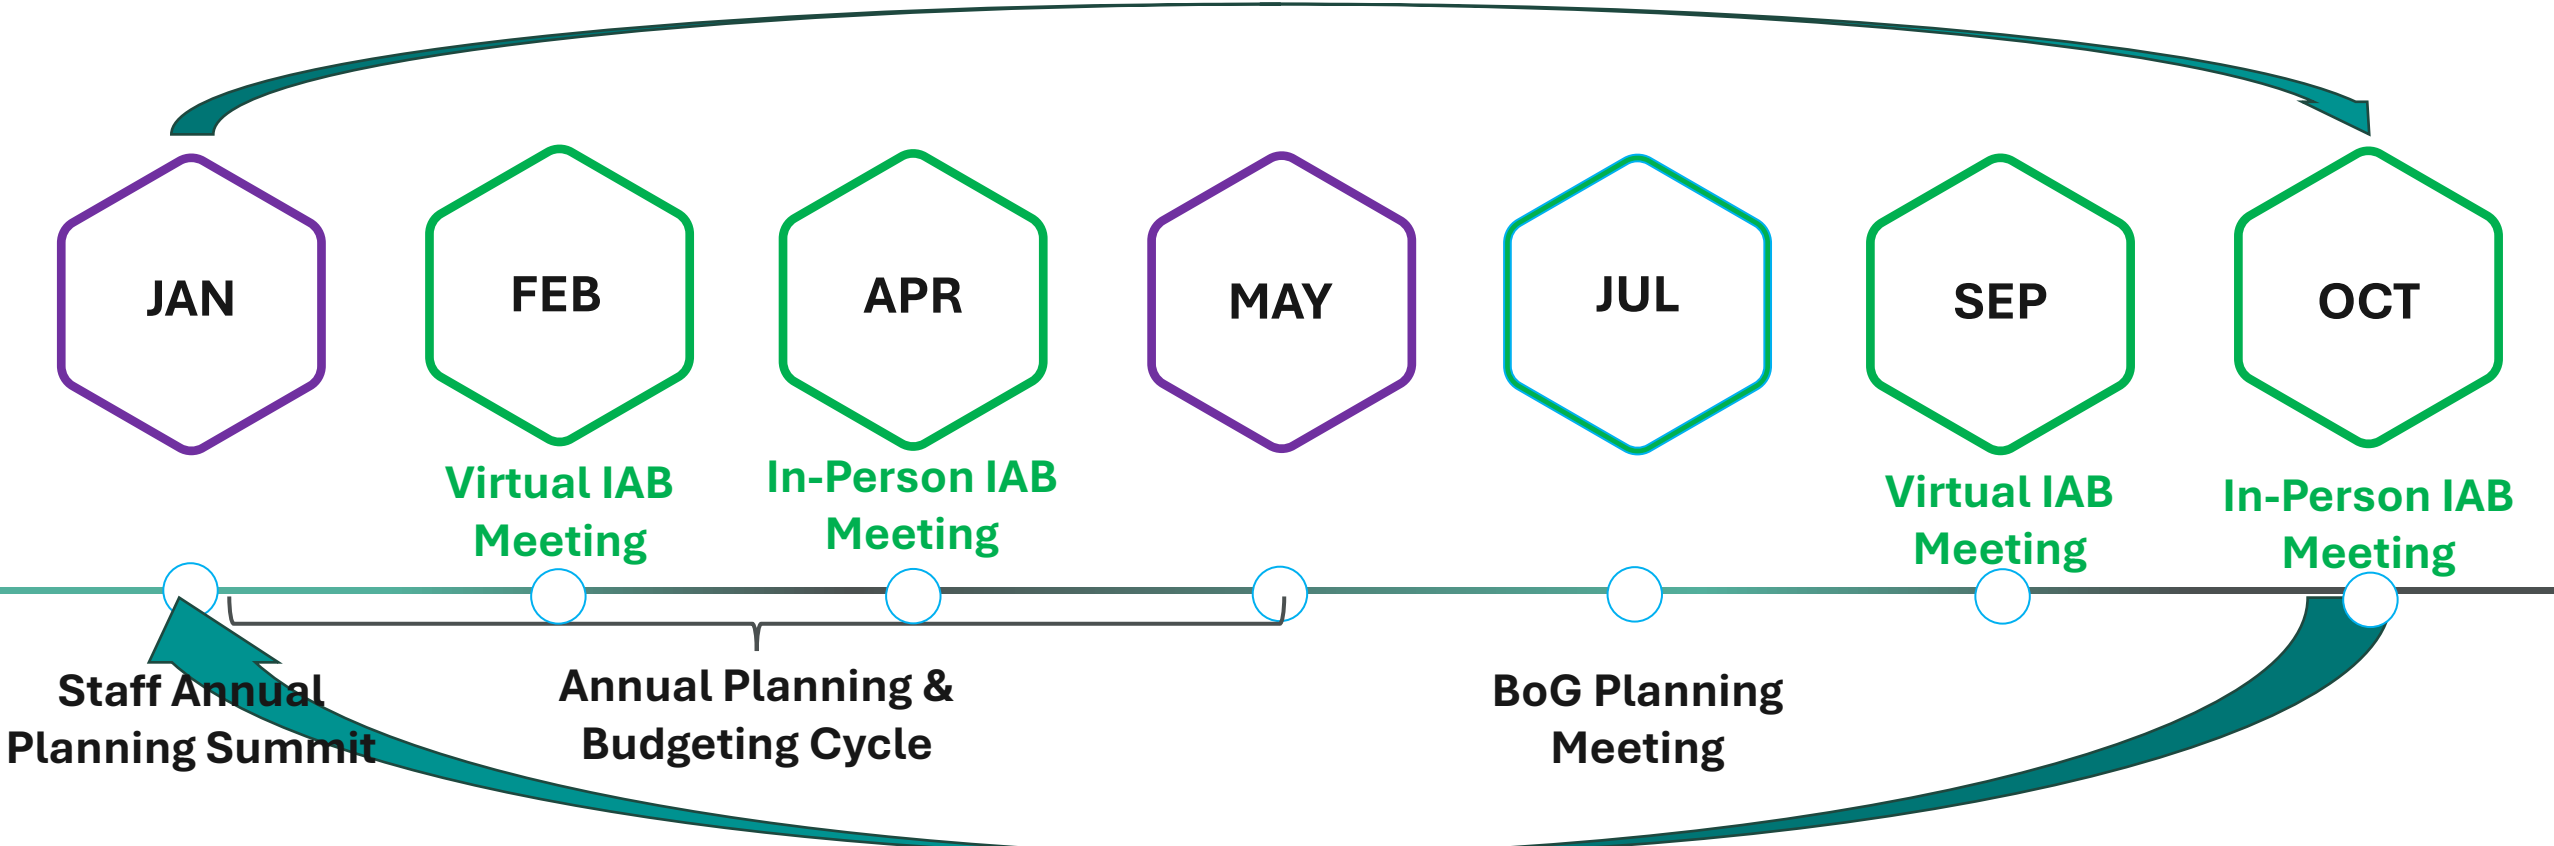 JAN
FEB
APR
MAY
JUL
SEP
OCT
Virtual IAB
Meeting
In-Person IAB
Meeting
Virtual IAB
Meeting
In-Person IAB
Meeting
Staff Annual
Planning Summit
Annual Planning &
Budgeting Cycle
BoG Planning
Meeting